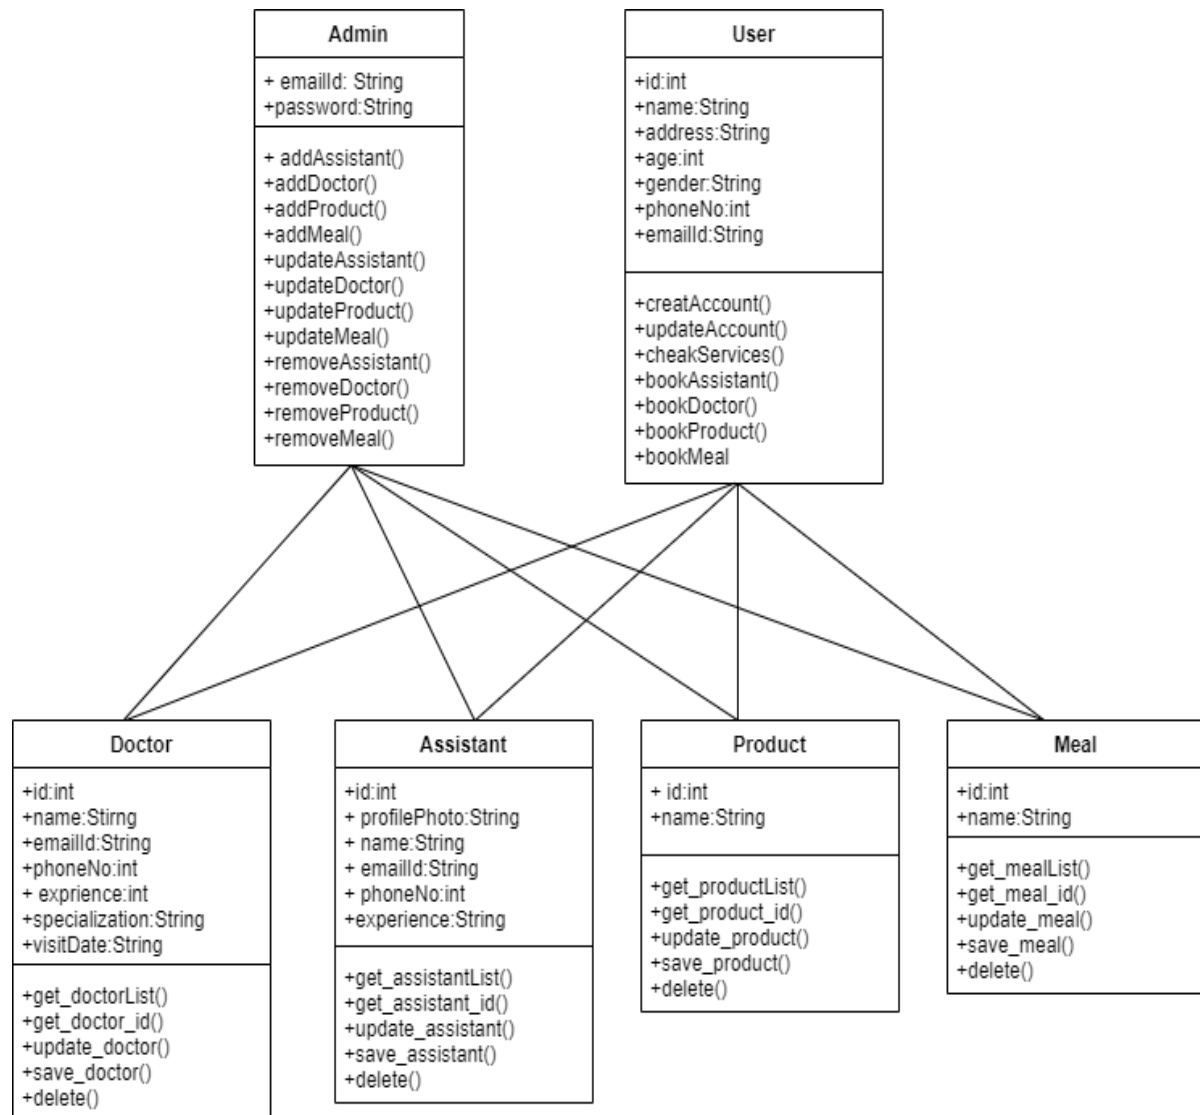 Admin
+ emailId: String
+password:String
+ addAssistant()
+addDoctor()
+addProduct()
+addMeal()
+updateAssistant()
+updateDoctor()
+updateProduct()
+updateMeal()
+removeAssistant()
+removeDoctor()
+removeProduct()
+removeMeal()
User
+id:int
+name:String
+address:String
+age:int
+gender:String
+phoneNo:int
+emailId:String
+creatAccount()
+updateAccount()
+cheakServices()
+bookAssistant()
+bookDoctor()
+bookProduct()
+bookMeal
Doctor
+id:int
+name:Stirng
+emailId:String
+phoneNo:int
+ exprience:int
+specialization:String
+visitDate:String
+get_doctorList()
+get_doctor_id()
+update_doctor()
+save_doctor()
+delete()
Assistant
+id:int
+ profilePhoto:String
+ name:String
+ emailId:String
+ phoneNo:int
+experience:String
+get_assistantList()
+get_assistant_id()
+update_assistant()
+save_assistant()
+delete()
Product
+ id:int
+name:String
+get_productList()
+get_product_id()
+update_product()
+save_product()
+delete()
Meal
+id:int
+name:String
+get_mealList()
+get_meal_id()
+update_meal()
+save_meal()
+delete()